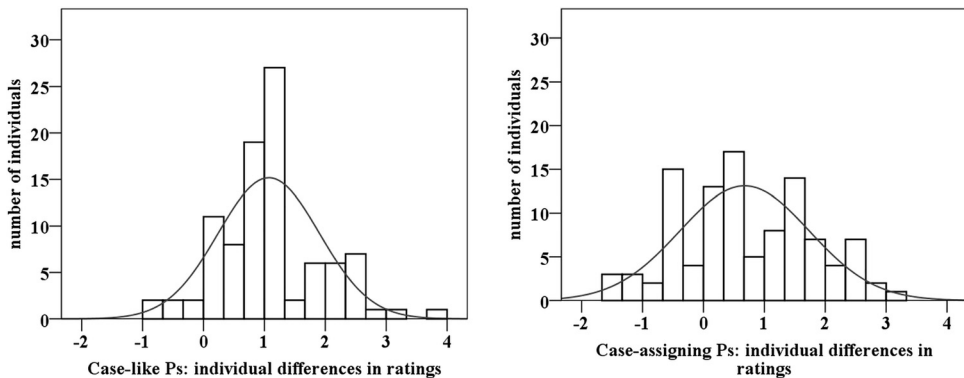 30
25
20
15
10
5
0
number of individuals
-2 -1 0 1 2 3 4
Case-like Ps: individual differences in ratings
30
25
20
15
10
5
0
number of individuals
-2 -1 0 1 2 3 4
Case-assigning Ps: individual differences in
ratings